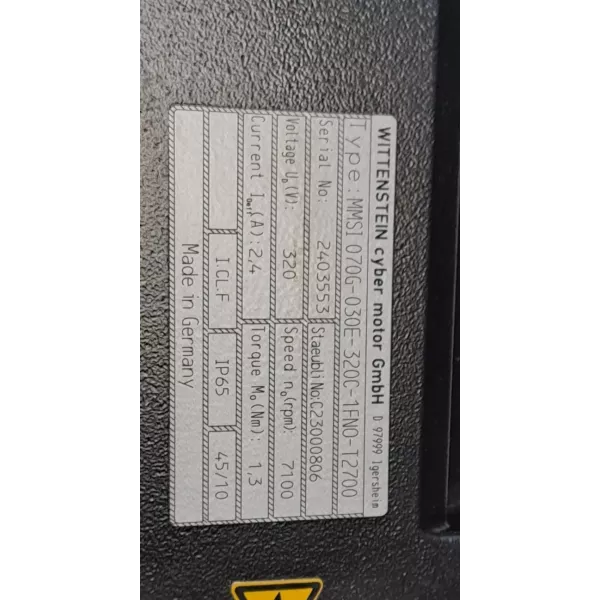 WITTENSTEIN cyber motor GmbH D 97999 Igersheim
Type: MMSI 070G-030E-320C-1FN0-T2700
Serial No: 2403553 Staeubli No:C23000806
Voltage U₀(V): 320 Speed n₀(rpm): 7100
Current I₀eff(A): 2,4 Torque M₀(Nm): 1,3
I.CL.F IP65 45/10
Made in Germany